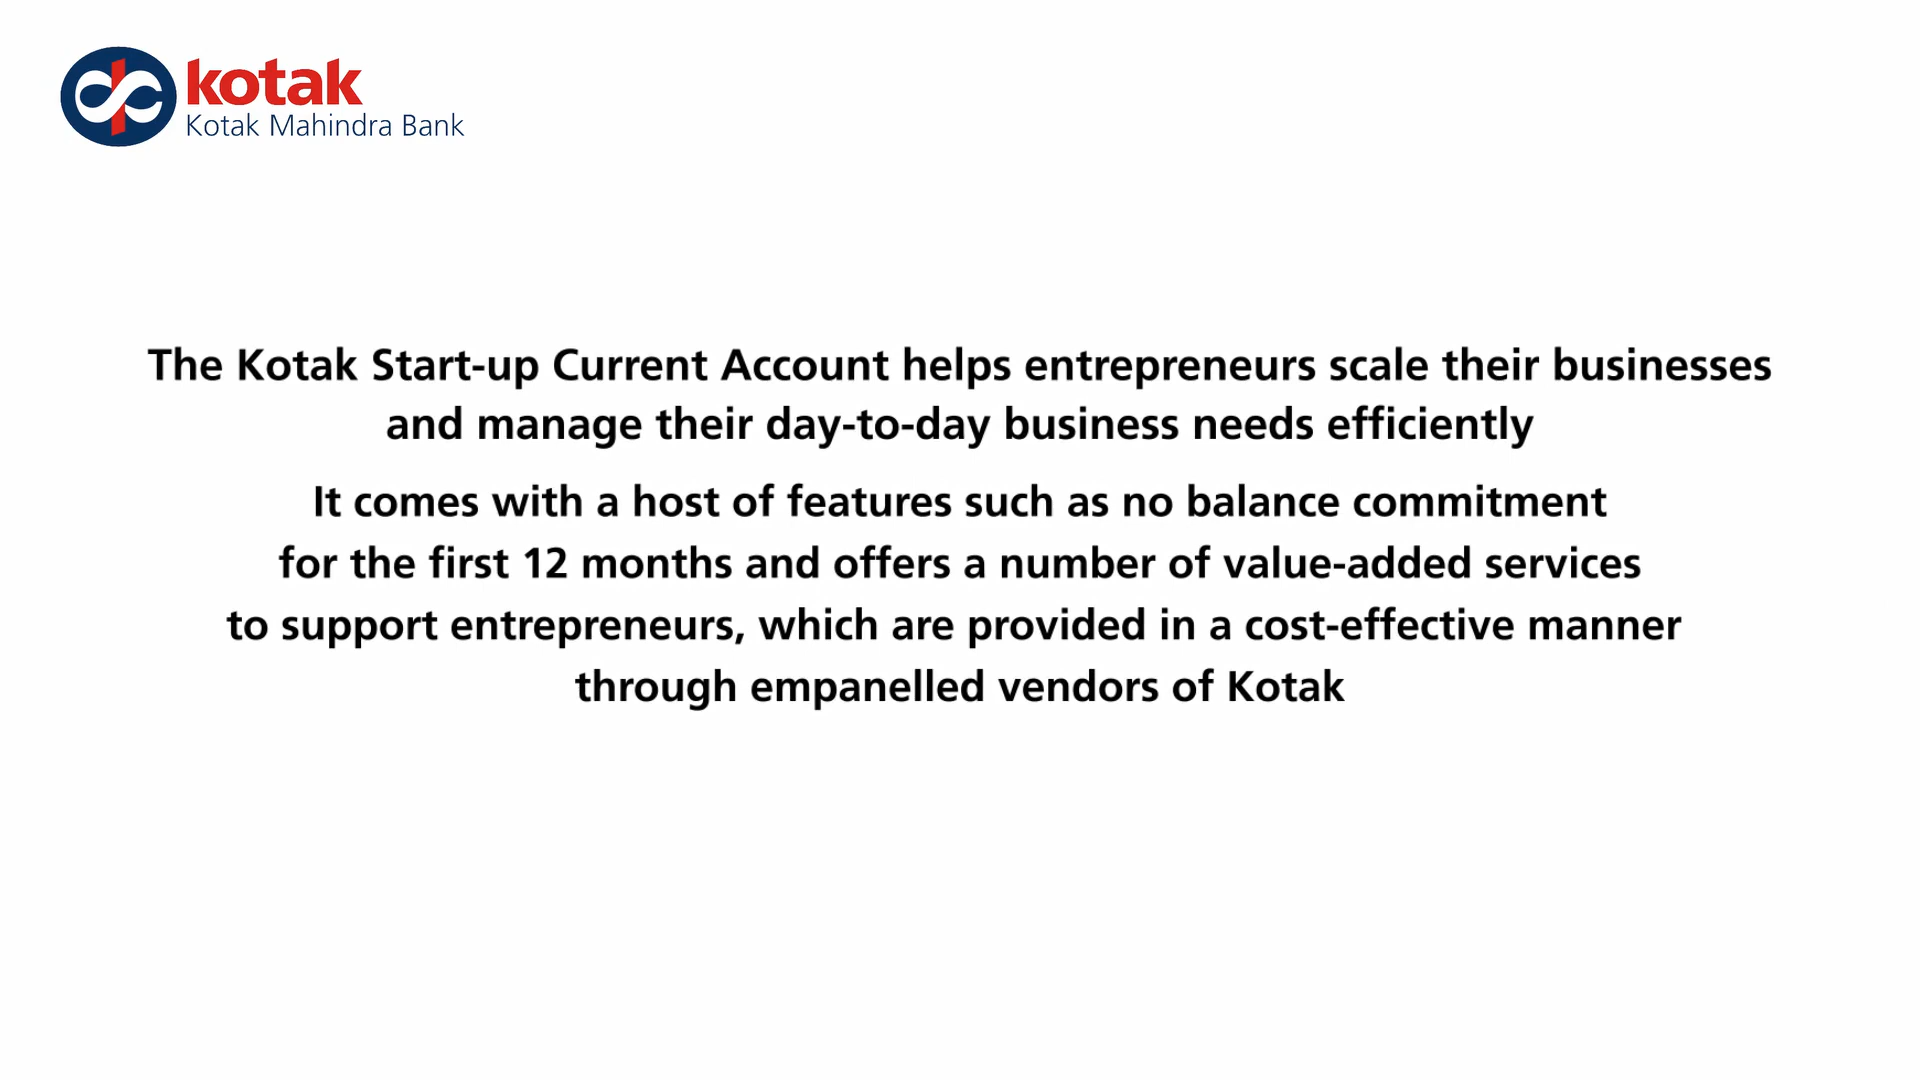 kotak
Kotak Mahindra Bank
The Kotak Start-up Current Account helps entrepreneurs scale their businesses
and manage their day-to-day business needs efficiently
It comes with a host of features such as no balance commitment
for the first 12 months and offers a number of value-added services
to support entrepreneurs, which are provided in a cost-effective manner
through empanelled vendors of Kotak